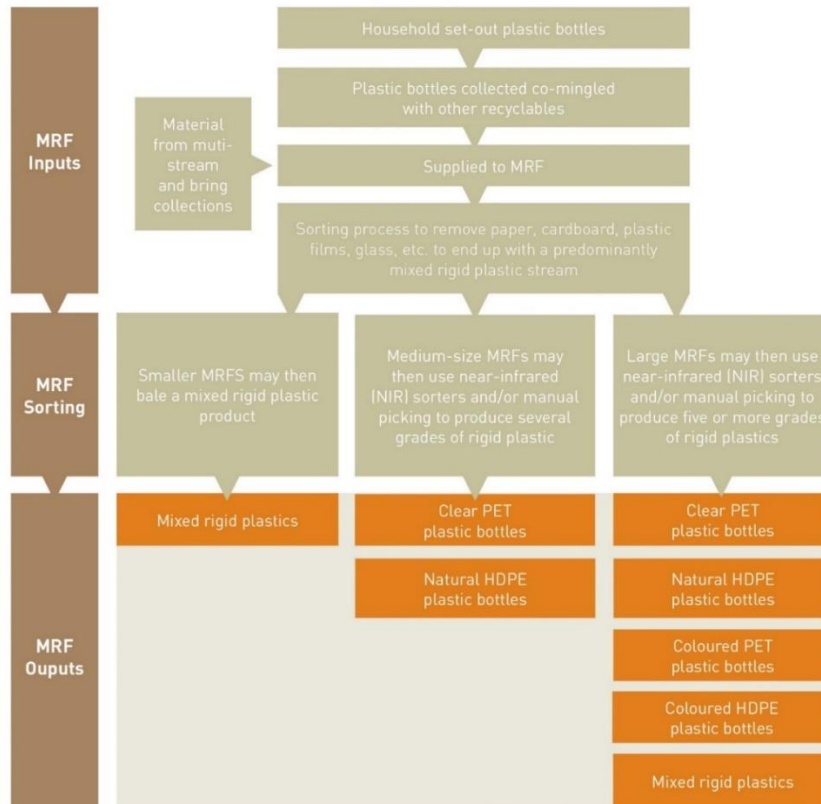 MRF
Inputs
Household set-out plastic bottles
Plastic bottles collected co-mingled
with other recyclables
Material
from muti-
stream
and bring
collections
Supplied to MRF
Sorting process to remove paper, cardboard, plastic
films, glass, etc. to end up with a predominantly
mixed rigid plastic stream
MRF
Sorting
Smaller MRFS may then
bale a mixed rigid plastic
product
Medium-size MRFs may
then use near-infrared
(NIR) sorters and/or manual
picking to produce several
grades of rigid plastic
Large MRFs may then use
near-infrared (NIR) sorters
and/or manual picking to
produce five or more grades
of rigid plastics
MRF
Ouputs
Mixed rigid plastics
Clear PET
plastic bottles
Natural HDPE
plastic bottles
Clear PET
plastic bottles
Natural HDPE
plastic bottles
Coloured PET
plastic bottles
Coloured HDPE
plastic bottles
Mixed rigid plastics